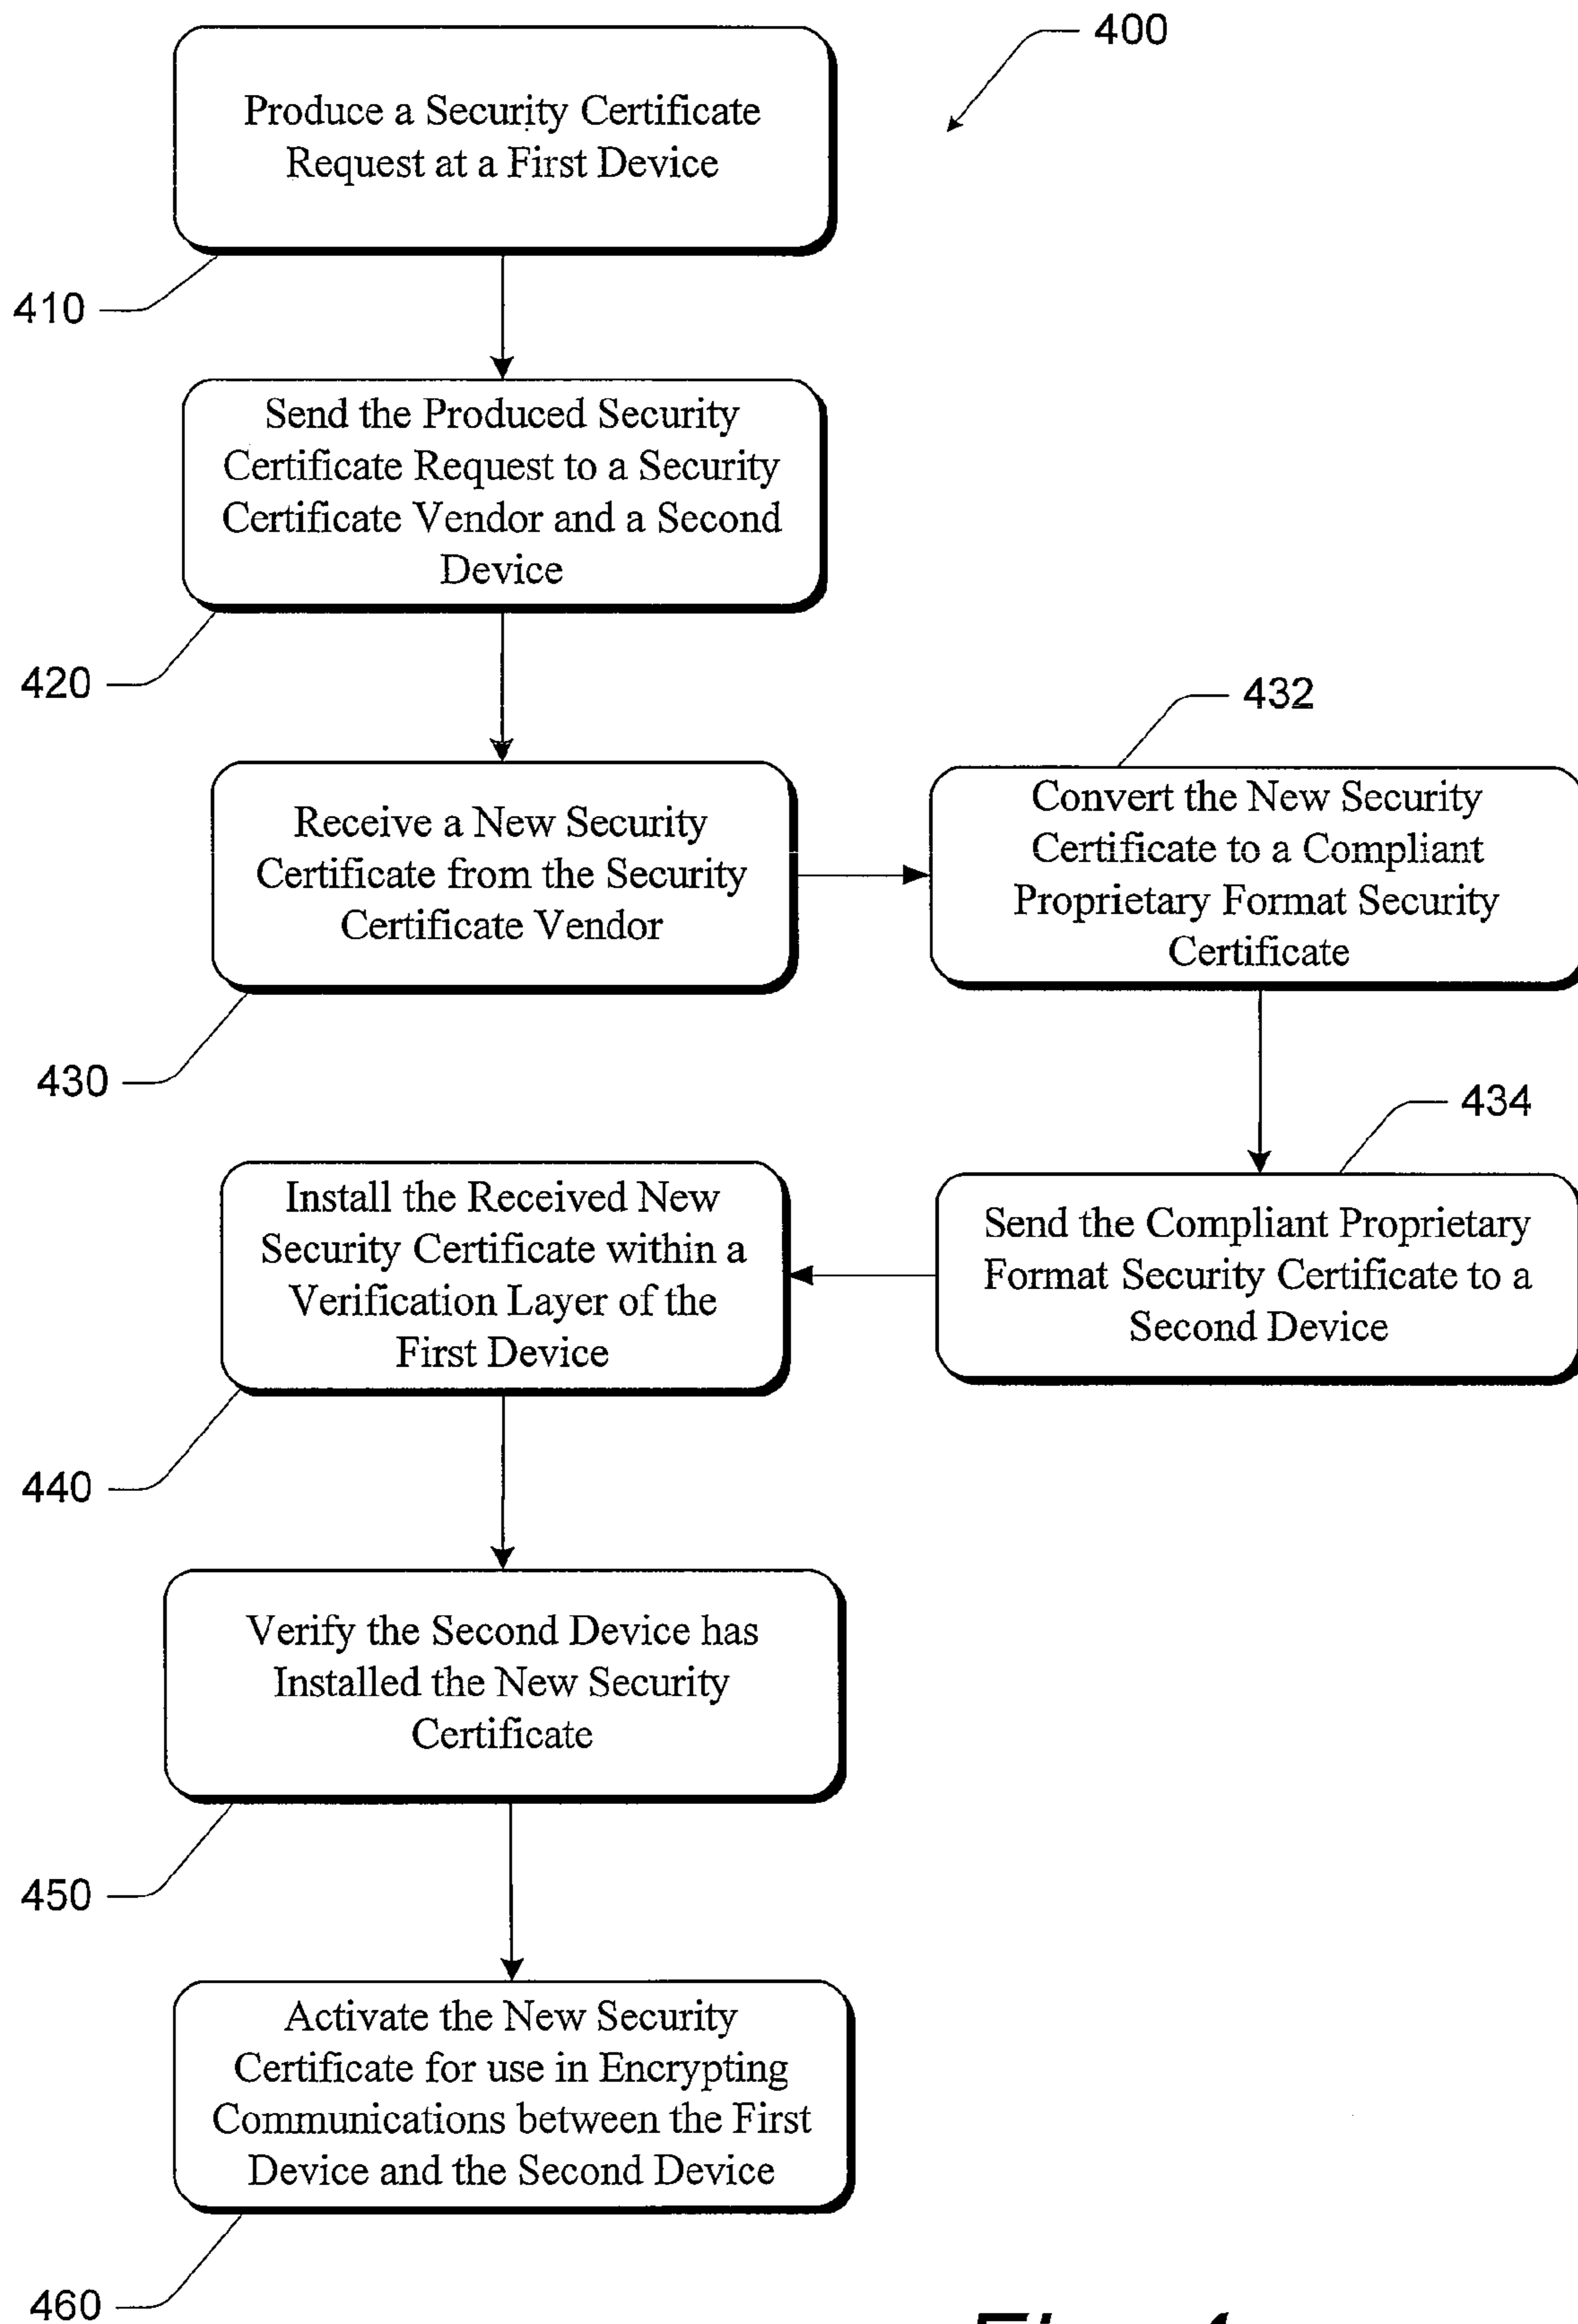 400
Produce a Security Certificate
Request at a First Device
410
Send the Produced Security
Certificate Request to a Security
Certificate Vendor and a Second
Device
420
432
Receive a New Security
Certificate from the Security
Certificate Vendor
Convert the New Security
Certificate to a Compliant
Proprietary Format Security
Certificate
430
434
Install the Received New
Security Certificate within a
Verification Layer of the
First Device
Send the Compliant Proprietary
Format Security Certificate to a
Second Device
440
Verify the Second Device has
Installed the New Security
Certificate
450
Activate the New Security
Certificate for use in Encrypting
Communications between the First
Device and the Second Device
460